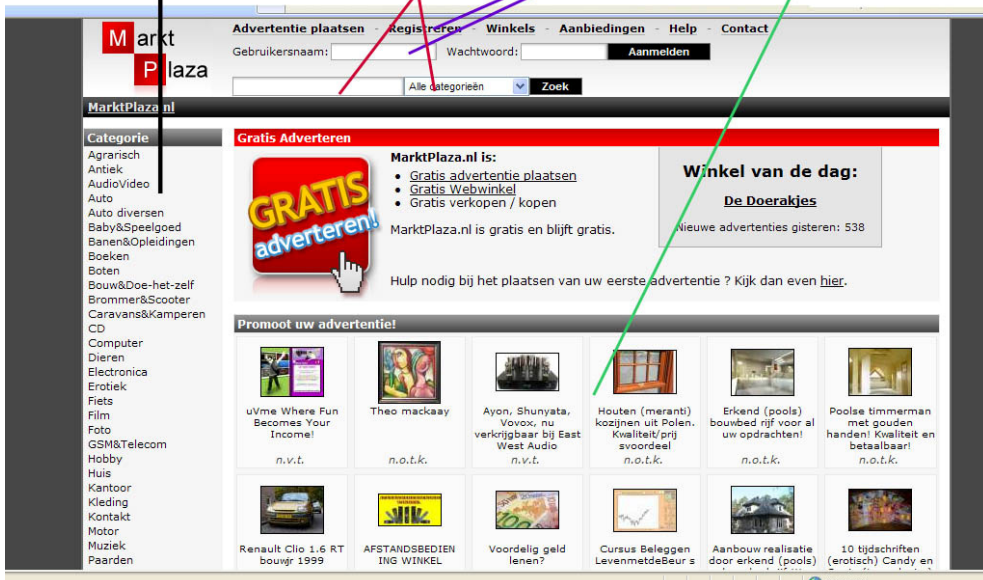 Markt
Plaza
Advertentie plaatsen - Registreren - Winkels - Aanbiedingen - Help - Contact
Gebruikersnaam: Wachtwoord: Aanmelden
Alle categorieën Zoek
MarktPlaza.nl
Categorie
Agrarisch
Antiek
AudioVideo
Auto
Auto diversen
Baby&Speelgoed
Banen&Opleidingen
Boeken
Boten
Bouw&Doe-het-zelf
Brommer&Scooter
Caravans&Kamperen
CD
Computer
Dieren
Electronica
Erotiek
Fiets
Film
Foto
GSM&Telecom
Hobby
Huis
Kantoor
Kleding
Kontakt
Motor
Muziek
Paarden
Gratis Adverteren
GRATIS
adverteren!
MarktPlaza.nl is:
• Gratis advertentie plaatsen
• Gratis Webwinkel
• Gratis verkopen / kopen
MarktPlaza.nl is gratis en blijft gratis.
Winkel van de dag:
De Doerakjes
Nieuwe advertenties gisteren: 538
Hulp nodig bij het plaatsen van uw eerste advertentie ? Kijk dan even hier.
Promoot uw advertentie!
uVme Where Fun
Becomes Your
Income!
n.v.t.
Theo mackaay
n.o.t.k.
Ayon, Shunyata,
Vovox, nu
verkrijgbaar bij East
West Audio
n.v.t.
Houten (meranti)
kozijnen uit Polen.
Kwaliteit/prij
svoordeel
n.o.t.k.
Erkend (pools)
bouwbed rijf voor al
uw opdrachten!
n.o.t.k.
Poolse timmerman
met gouden
handen! Kwaliteit en
betaalbaar!
n.o.t.k.
Renault Clio 1.6 RT
bouwjr 1999
AFSTANDSBEDIEN
ING WINKEL
Voordelig geld
lenen?
Cursus Beleggen
LevenmetdeBeur s
Aanbouw realisatie
door erkend (pools)
10 tijdschriften
(erotisch) Candy en